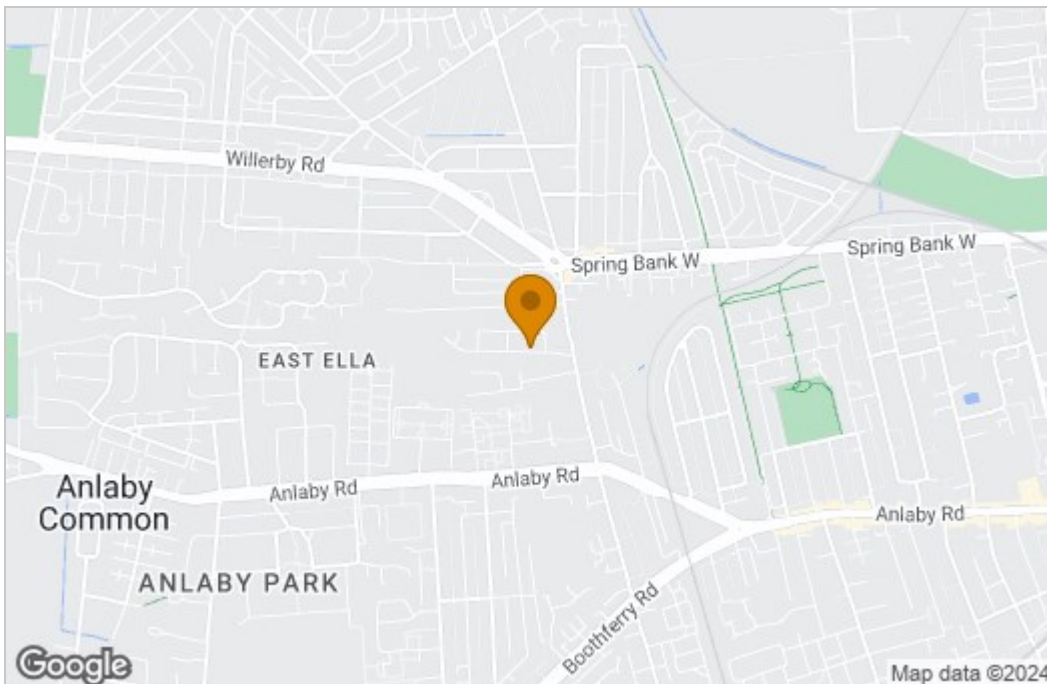 Willerby Rd
Spring Bank W
Spring Bank W
EAST ELLA
Anlaby Rd
Anlaby Rd
Anlaby
Common
Anlaby Rd
ANLABY PARK
Boothferry Rd
Google
Map data ©2024